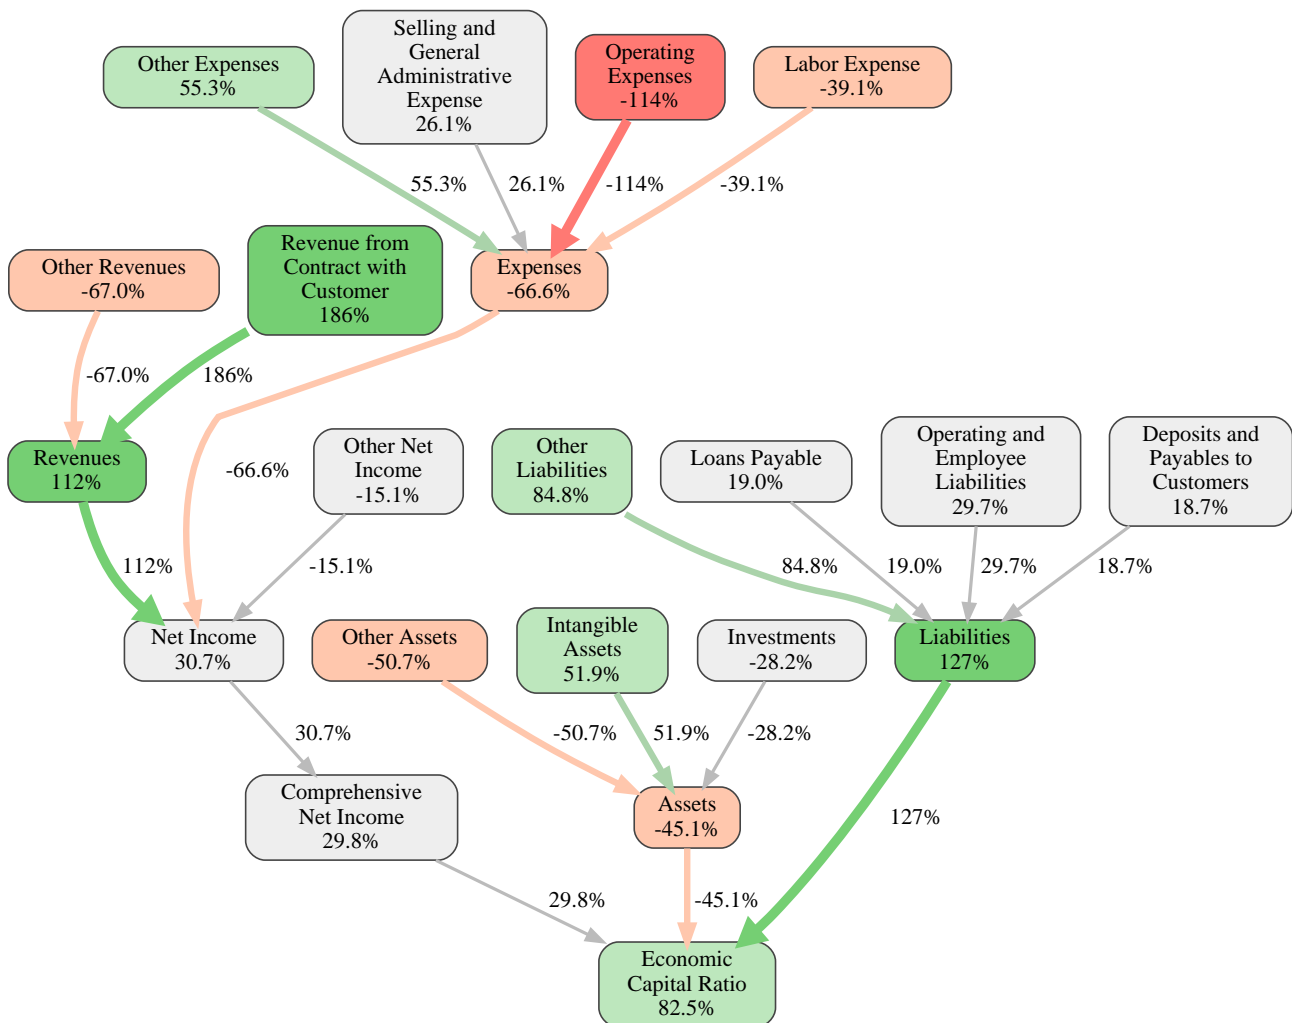 Other Expenses
55.3%
Selling and
General
Administrative
Expense
26.1%
Operating
Expenses
-114%
Labor Expense
-39.1%
55.3%
26.1%
-114%
-39.1%
Other Revenues
-67.0%
Revenue from
Contract with
Customer
186%
Expenses
-66.6%
-67.0%
186%
-66.6%
Revenues
112%
Other Net
Income
-15.1%
Other
Liabilities
84.8%
Loans Payable
19.0%
Operating and
Employee
Liabilities
29.7%
Deposits and
Payables to
Customers
18.7%
112%
-15.1%
84.8%
19.0%
29.7%
18.7%
Net Income
30.7%
Other Assets
-50.7%
Intangible
Assets
51.9%
Investments
-28.2%
Liabilities
127%
30.7%
-50.7%
51.9%
-28.2%
127%
Comprehensive
Net Income
29.8%
Assets
-45.1%
29.8%
-45.1%
Economic
Capital Ratio
82.5%